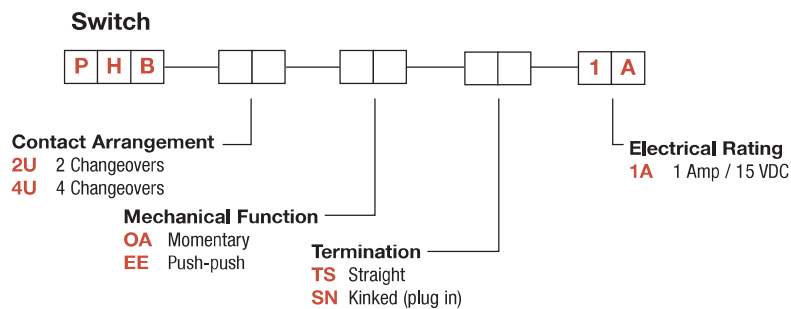 Switch
P H B 1 A
Contact Arrangement
2U 2 Changeovers
4U 4 Changeovers
Electrical Rating
1A 1 Amp / 15 VDC
Mechanical Function
OA Momentary
EE Push-push
Termination
TS Straight
SN Kinked (plug in)